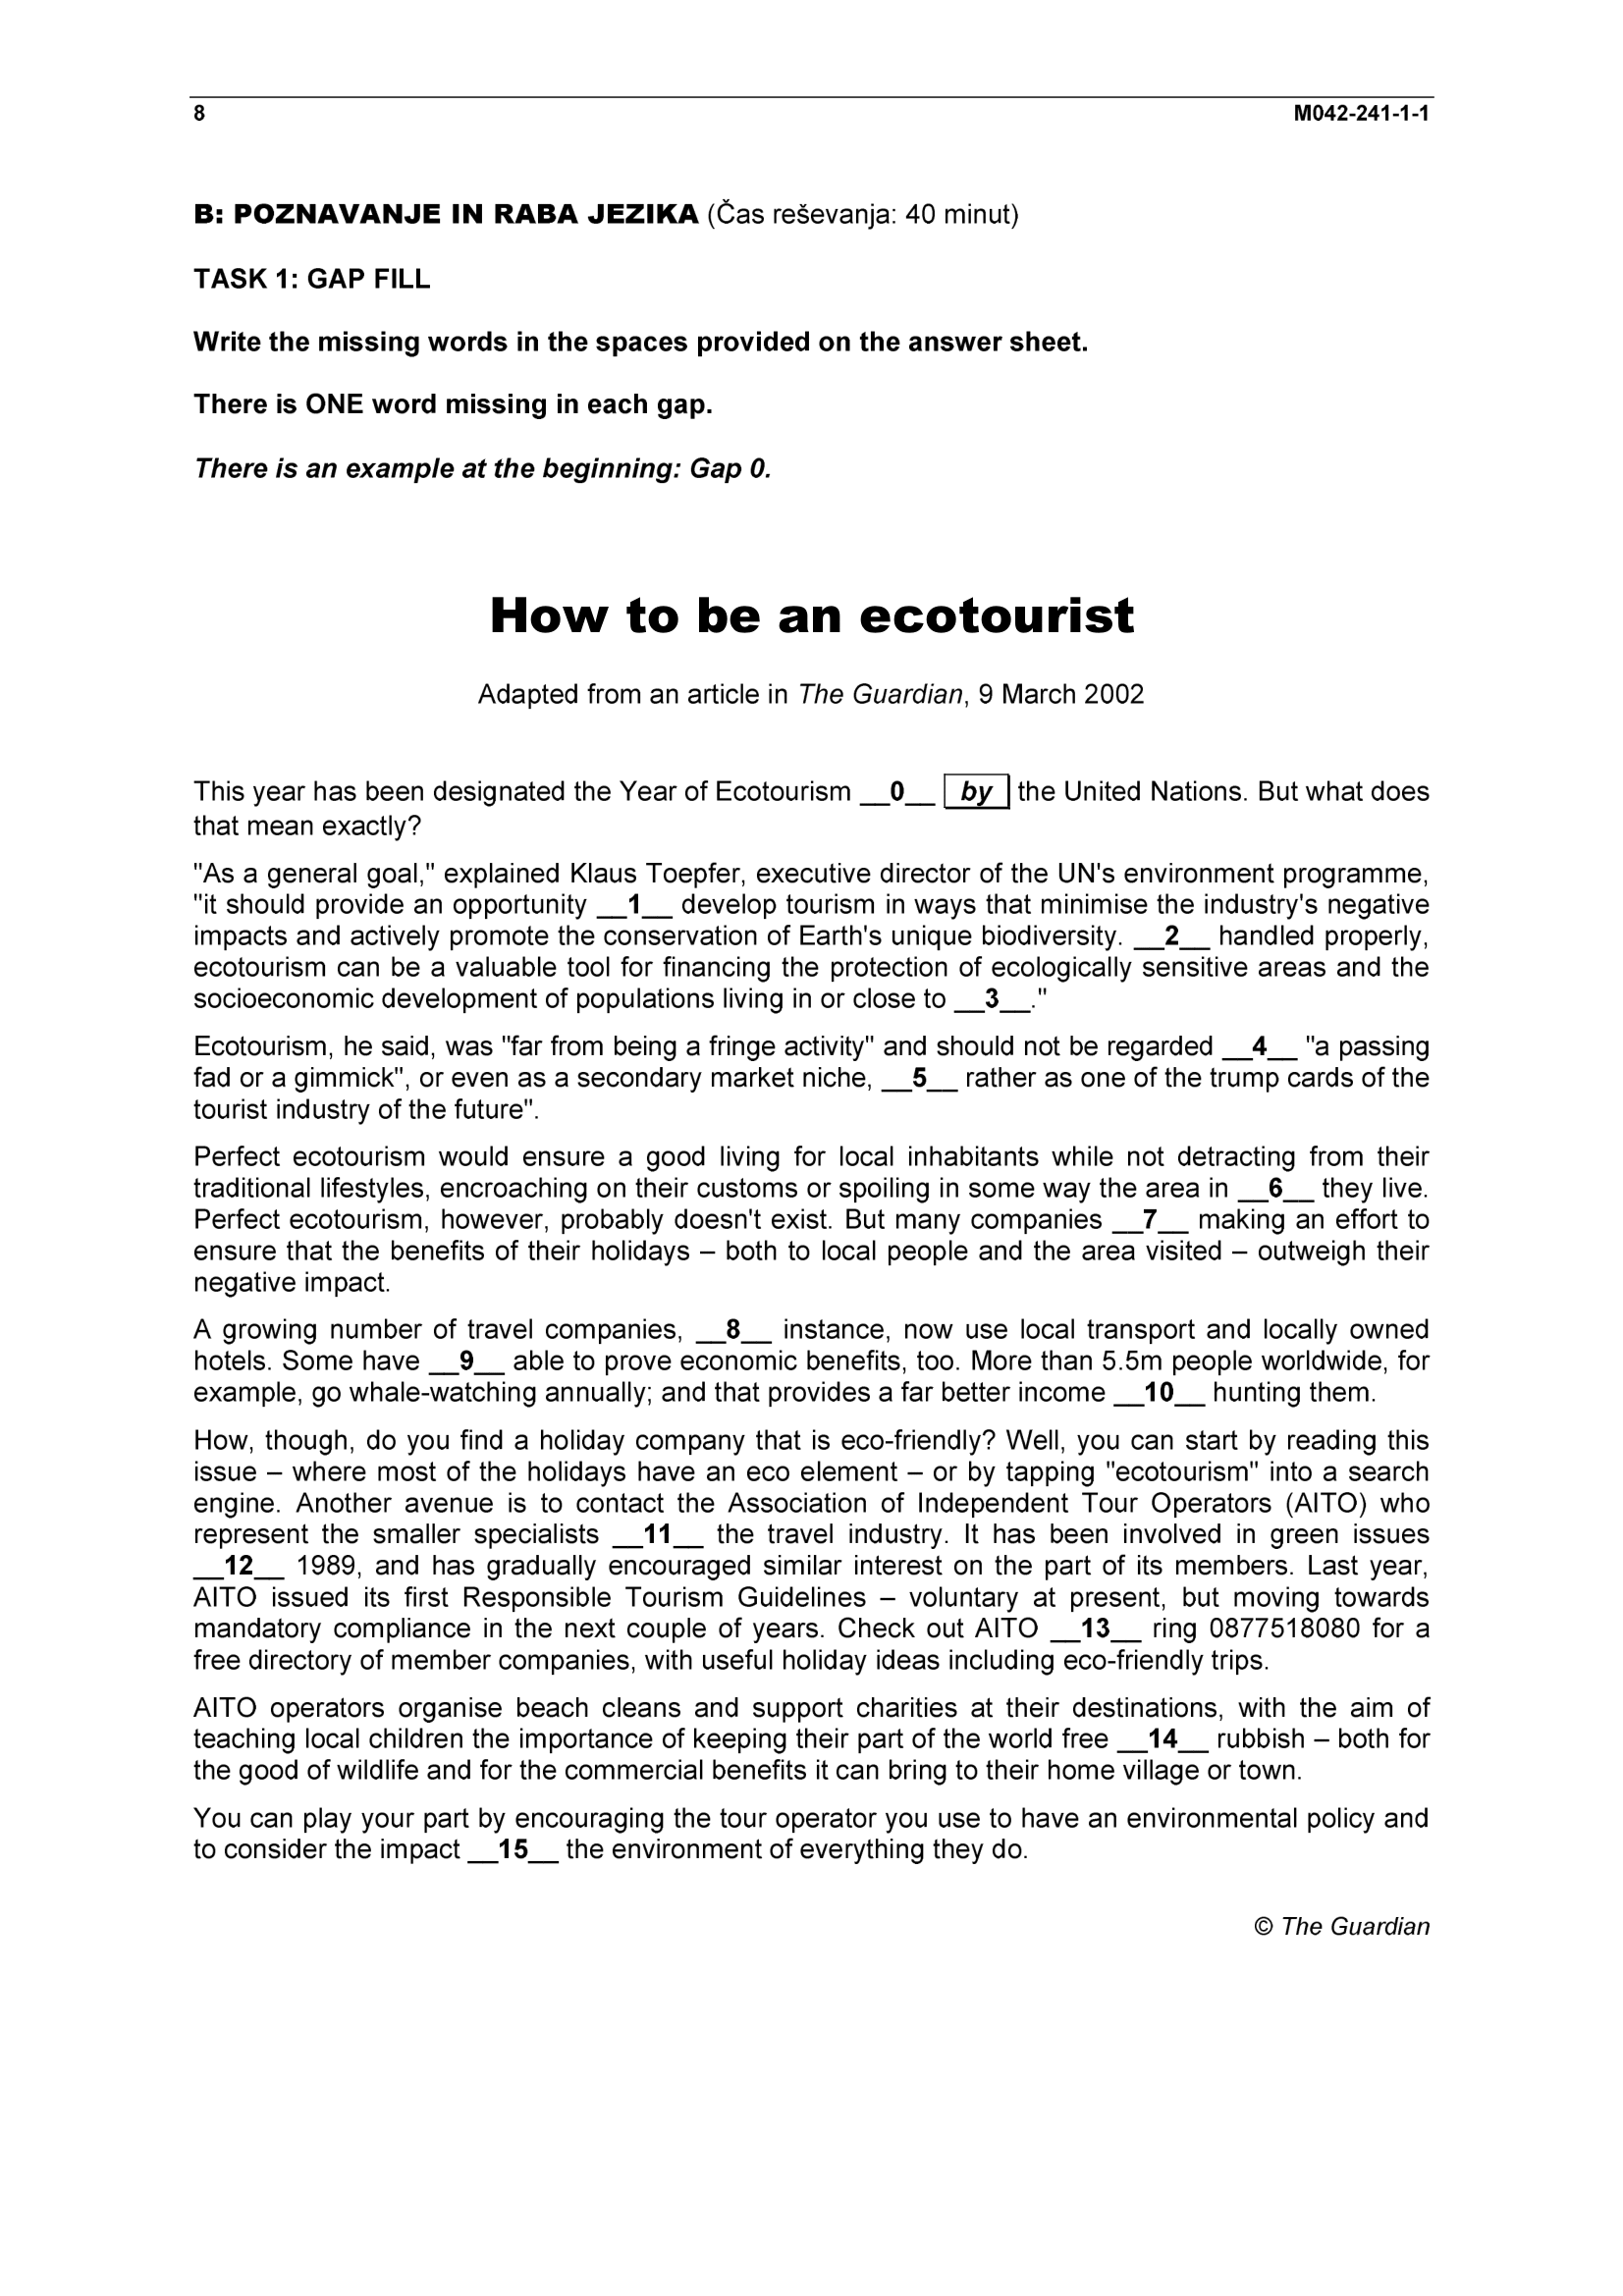 8 M042-241-1-1
B: POZNAVANJE IN RABA JEZIKA (Čas reševanja: 40 minut)
TASK 1: GAP FILL
Write the missing words in the spaces provided on the answer sheet.
There is ONE word missing in each gap.
There is an example at the beginning: Gap 0.
How to be an ecotourist
Adapted from an article in The Guardian, 9 March 2002
This year has been designated the Year of Ecotourism __0__ by the United Nations. But what does
that mean exactly?
"As a general goal," explained Klaus Toepfer, executive director of the UN's environment programme,
"it should provide an opportunity __1__ develop tourism in ways that minimise the industry's negative
impacts and actively promote the conservation of Earth's unique biodiversity. __2__ handled properly,
ecotourism can be a valuable tool for financing the protection of ecologically sensitive areas and the
socioeconomic development of populations living in or close to __3__."
Ecotourism, he said, was "far from being a fringe activity" and should not be regarded __4__ "a passing
fad or a gimmick", or even as a secondary market niche, __5__ rather as one of the trump cards of the
tourist industry of the future".
Perfect ecotourism would ensure a good living for local inhabitants while not detracting from their
traditional lifestyles, encroaching on their customs or spoiling in some way the area in __6__ they live.
Perfect ecotourism, however, probably doesn't exist. But many companies __7__ making an effort to
ensure that the benefits of their holidays – both to local people and the area visited – outweigh their
negative impact.
A growing number of travel companies, __8__ instance, now use local transport and locally owned
hotels. Some have __9__ able to prove economic benefits, too. More than 5.5m people worldwide, for
example, go whale-watching annually; and that provides a far better income __10__ hunting them.
How, though, do you find a holiday company that is eco-friendly? Well, you can start by reading this
issue – where most of the holidays have an eco element – or by tapping "ecotourism" into a search
engine. Another avenue is to contact the Association of Independent Tour Operators (AITO) who
represent the smaller specialists __11__ the travel industry. It has been involved in green issues
__12__ 1989, and has gradually encouraged similar interest on the part of its members. Last year,
AITO issued its first Responsible Tourism Guidelines – voluntary at present, but moving towards
mandatory compliance in the next couple of years. Check out AITO __13__ ring 0877518080 for a
free directory of member companies, with useful holiday ideas including eco-friendly trips.
AITO operators organise beach cleans and support charities at their destinations, with the aim of
teaching local children the importance of keeping their part of the world free __14__ rubbish – both for
the good of wildlife and for the commercial benefits it can bring to their home village or town.
You can play your part by encouraging the tour operator you use to have an environmental policy and
to consider the impact __15__ the environment of everything they do.
© The Guardian